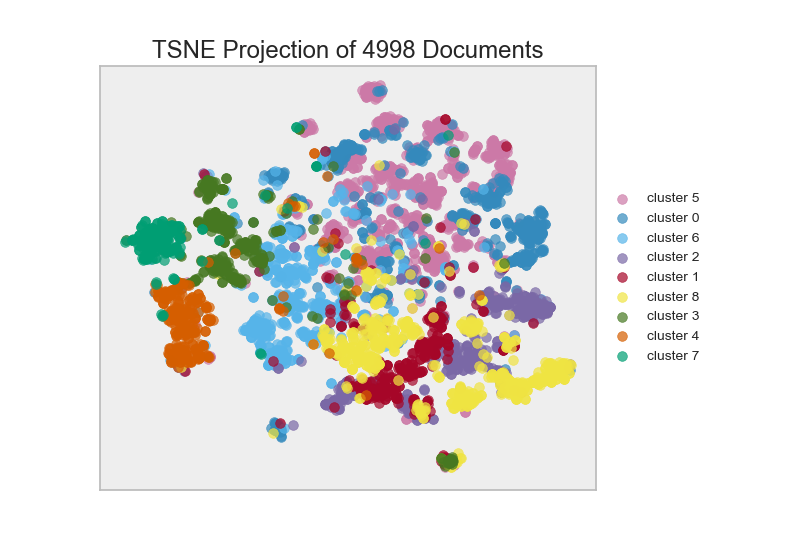 TSNE Projection of 4998 Documents
cluster 5
cluster 0
cluster 6
cluster 2
cluster 1
cluster 8
cluster 3
cluster 4
cluster 7